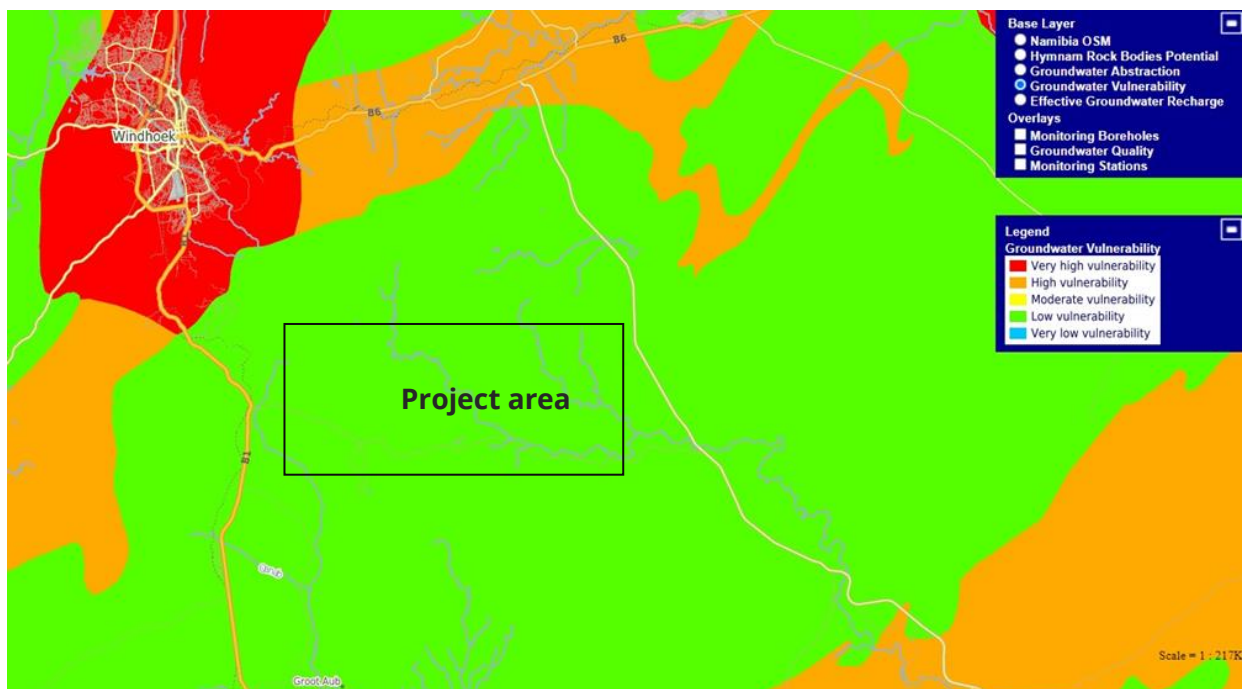 Base Layer
Namibia OSM
Hymnam Rock Bodies Potential
Groundwater Abstraction
Groundwater Vulnerability
Effective Groundwater Recharge
Overlays
Monitoring Boreholes
Groundwater Quality
Monitoring Stations
B6
B6
Windhoek
Legend
Groundwater Vulnerability
Very high vulnerability
High vulnerability
Moderate vulnerability
Low vulnerability
Very low vulnerability
Project area
B1
Groot Aub
Scale = 1 : 217K